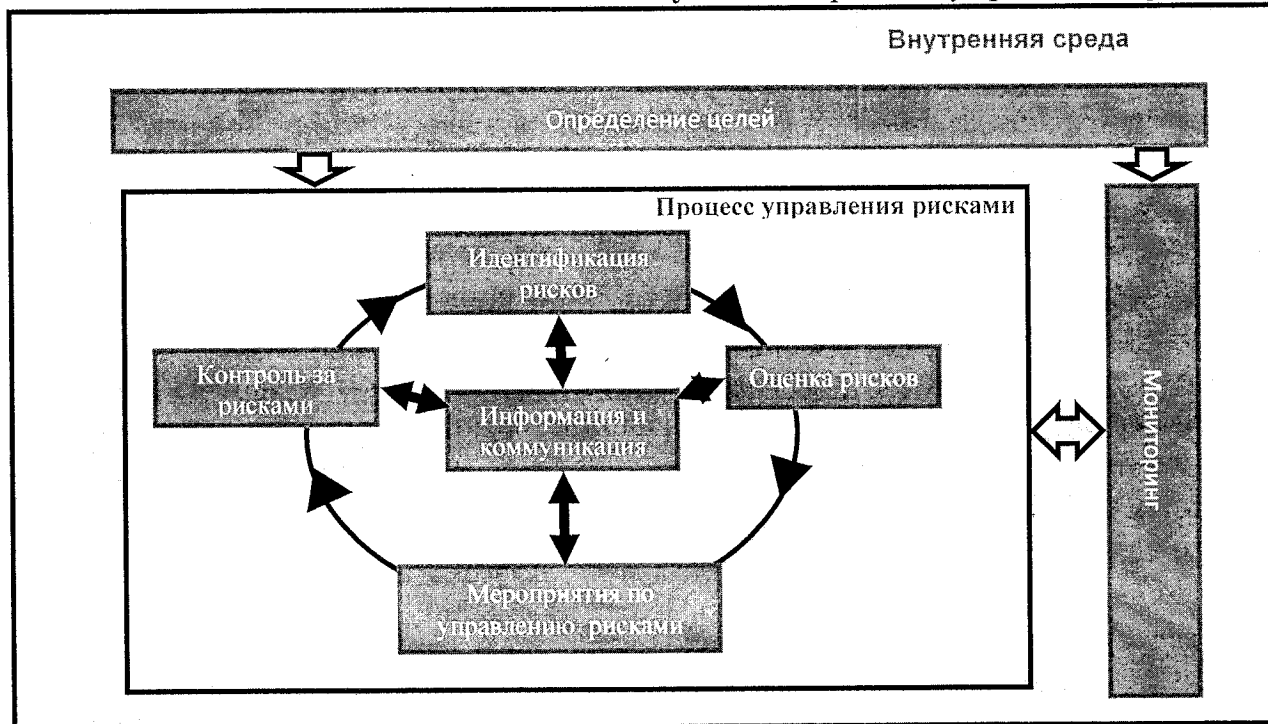 Внутренняя среда
Определение целей
Процесс управления рисками
Идентификация
рисков
Контроль за
рисками
Оценка рисков
Информация и
коммуникация
Мероприятия по
управлению рисками
Мониторинг